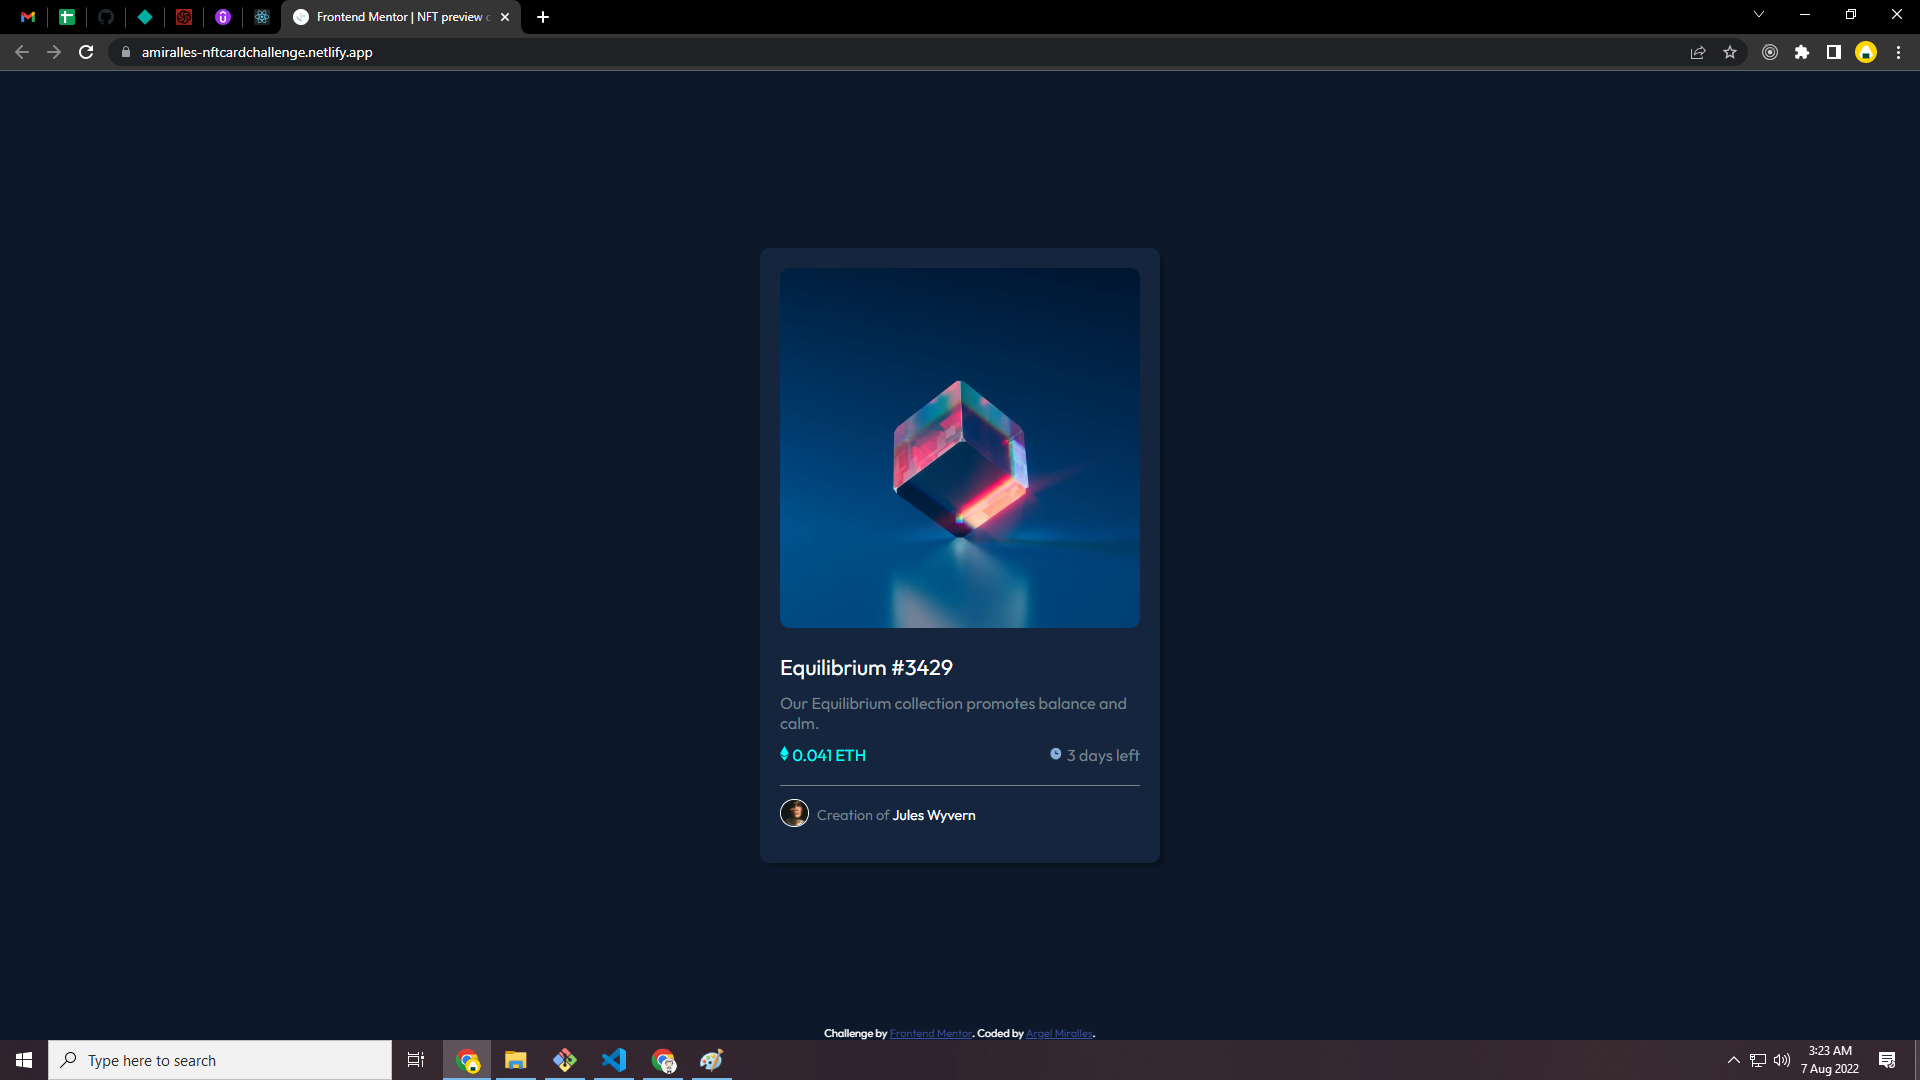 Frontend Mentor | NFT preview c
amiralles-nftcardchallenge.netlify.app
Equilibrium #3429
Our Equilibrium collection promotes balance and
calm.
0.041 ETH
3 days left
Creation of Jules Wyvern
Challenge by Frontend Mentor. Coded by Argel Miralles.
Type here to search
3:23 AM
7 Aug 2022